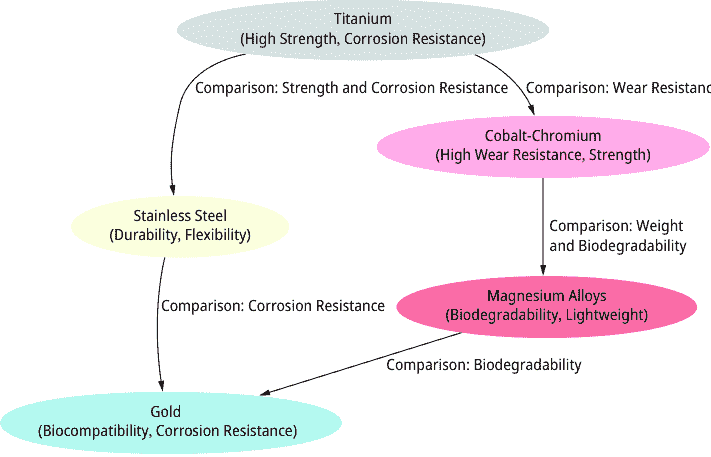 Titanium
(High Strength, Corrosion Resistance)
Comparison: Strength and Corrosion Resistance
Comparison: Wear Resistanc
Cobalt-Chromium
(High Wear Resistance, Strength)
Stainless Steel
(Durability, Flexibility)
Comparison: Weight
and Biodegradability
Comparison: Corrosion Resistance
Magnesium Alloys
(Biodegradability, Lightweight)
Comparison: Biodegradability
Gold
(Biocompatibility, Corrosion Resistance)